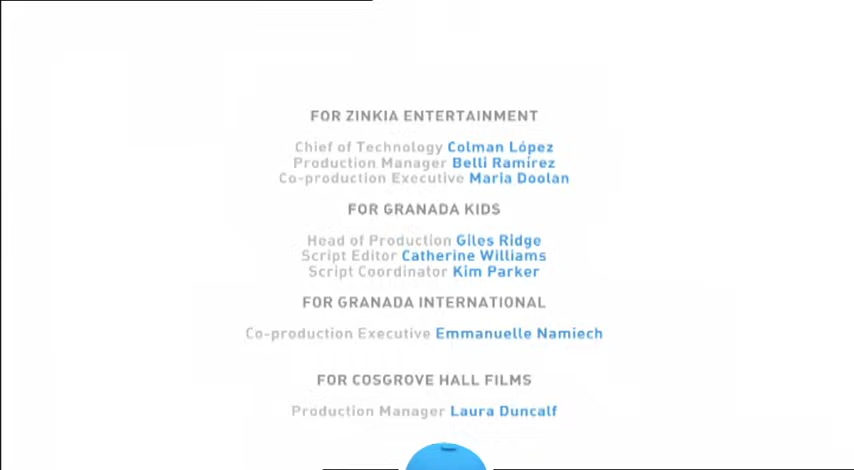 FOR ZINKIA ENTERTAINMENT
Chief of Technology Colman López
Production Manager Belli Ramírez
Co-production Executive Maria Doolan
FOR GRANADA KIDS
Head of Production Giles Ridge
Script Editor Catherine Williams
Script Coordinator Kim Parker
FOR GRANADA INTERNATIONAL
Co-production Executive Emmanuelle Namiech
FOR COSGROVE HALL FILMS
Production Manager Laura Duncalf